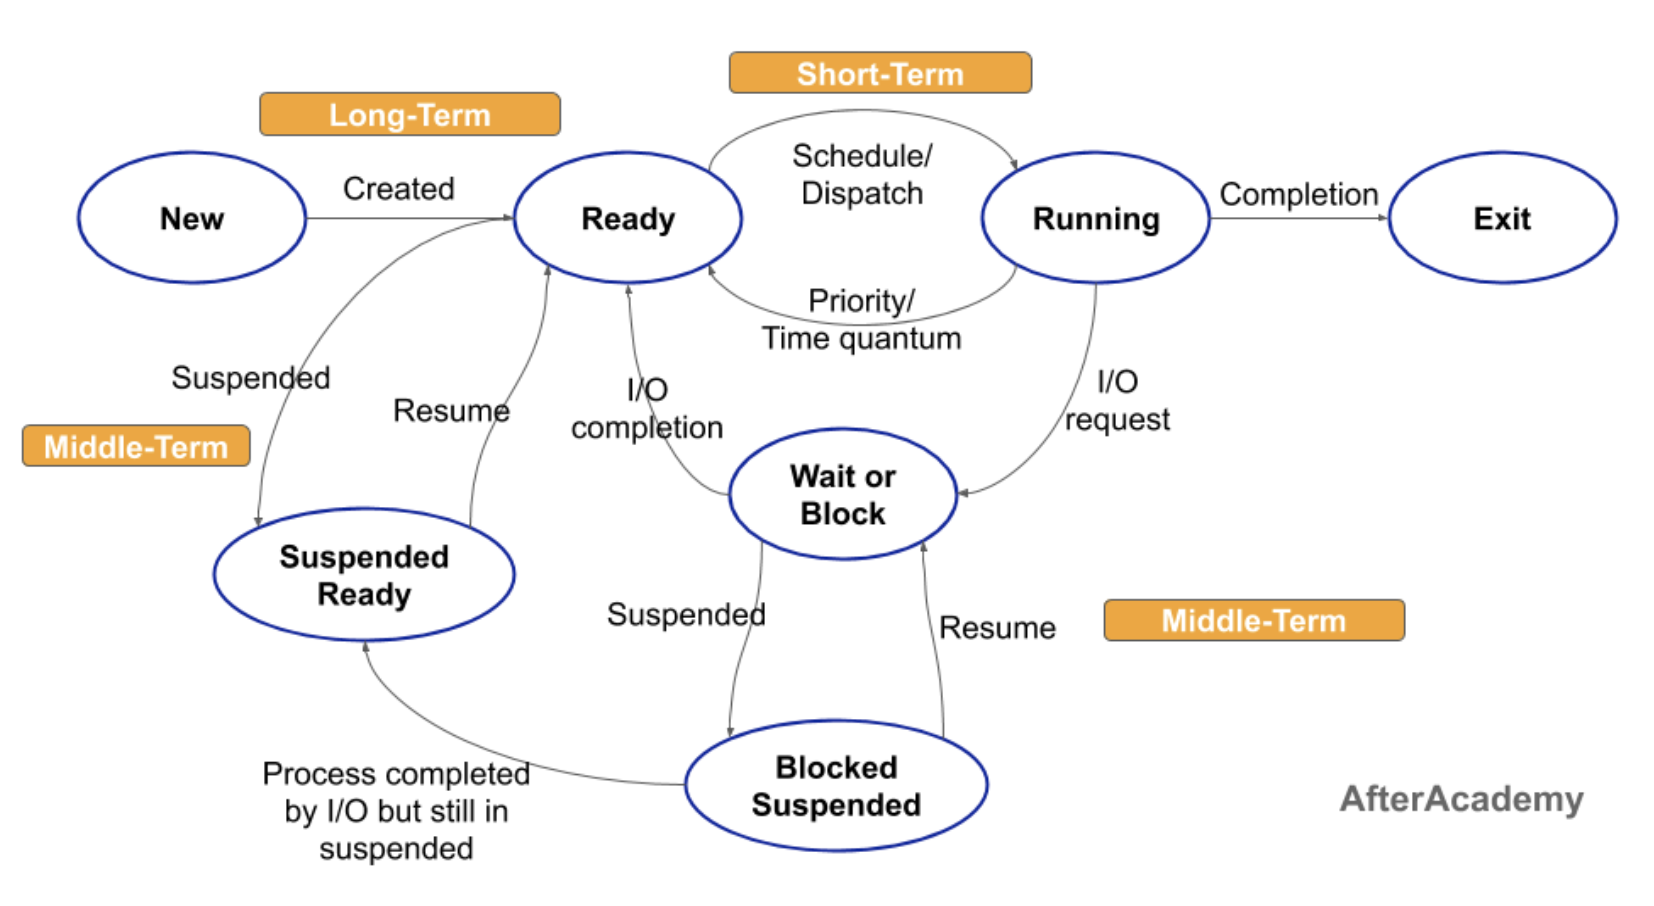 Short-Term
Long-Term
Schedule/
Dispatch
Created
New
Ready
Running
Completion
Exit
Priority/
Time quantum
Suspended
Resume
I/O
completion
I/O
request
Middle-Term
Wait or
Block
Suspended
Ready
Suspended
Resume
Middle-Term
Process completed
by I/O but still in
suspended
Blocked
Suspended
AfterAcademy